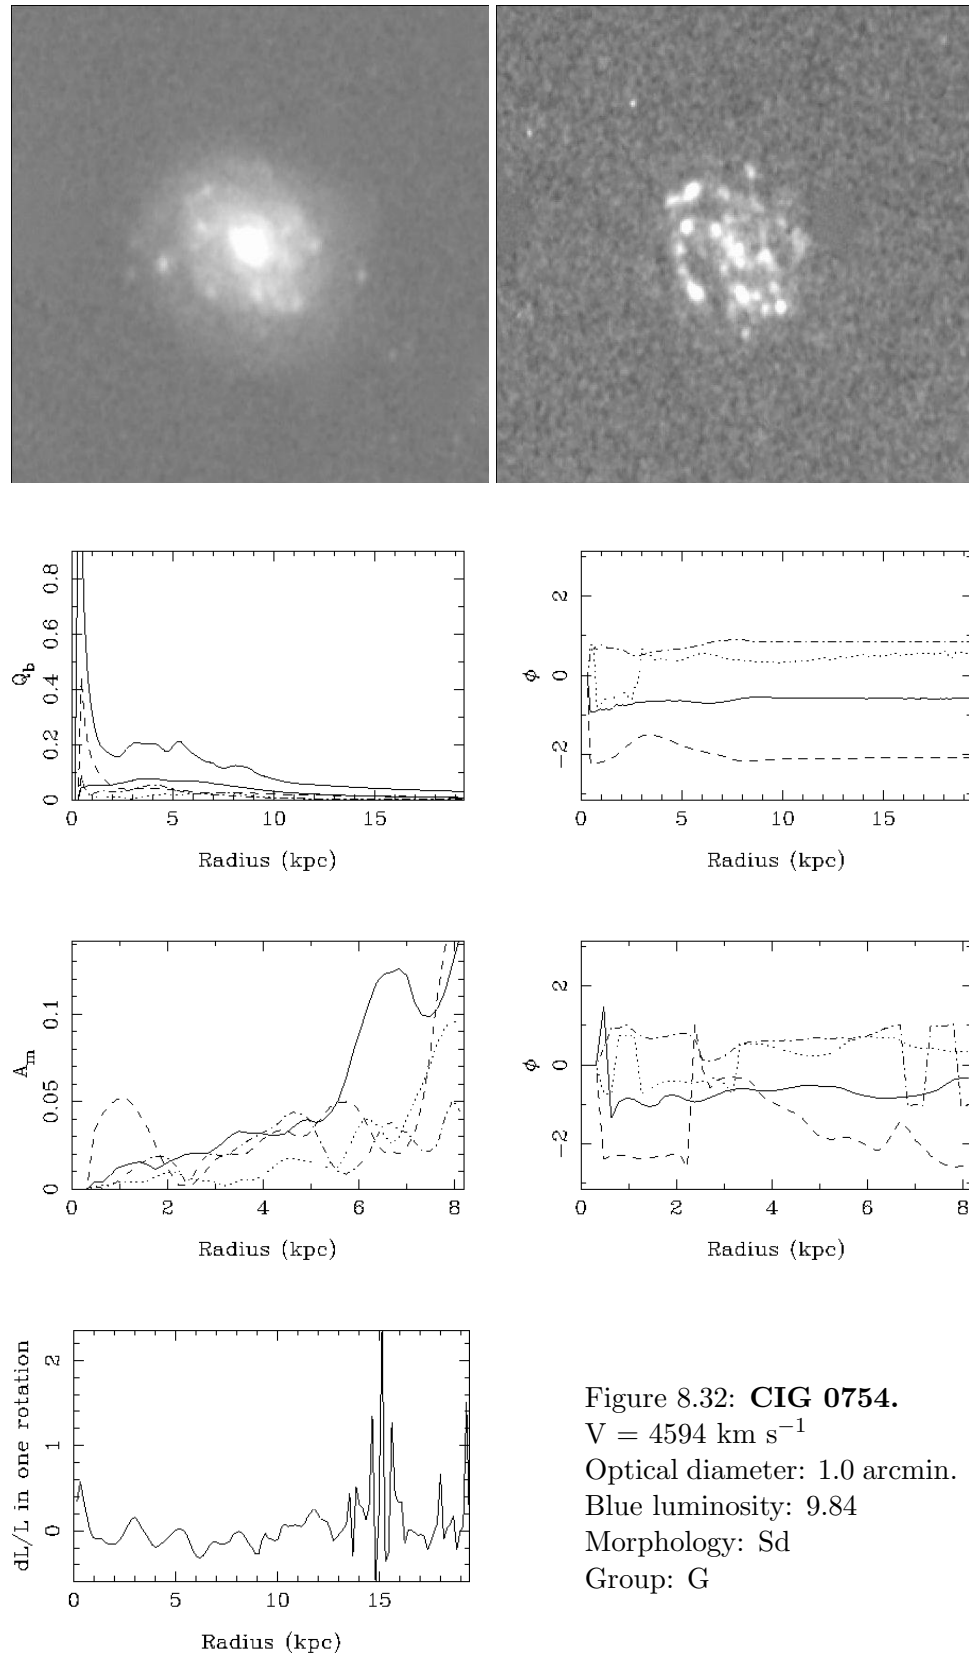 0 0.2 0.4 0.6 0.8
Q_b
0 5 10 15
Radius (kpc)
−2 0 2
ϕ
0 5 10 15
Radius (kpc)
0 0.05 0.1
A_m
0 2 4 6 8
Radius (kpc)
−2 0 2
ϕ
0 2 4 6 8
Radius (kpc)
0 1 2
dL/L in one rotation
0 5 10 15
Radius (kpc)
Figure 8.32: CIG 0754.
V = 4594 km s⁻¹
Optical diameter: 1.0 arcmin.
Blue luminosity: 9.84
Morphology: Sd
Group: G